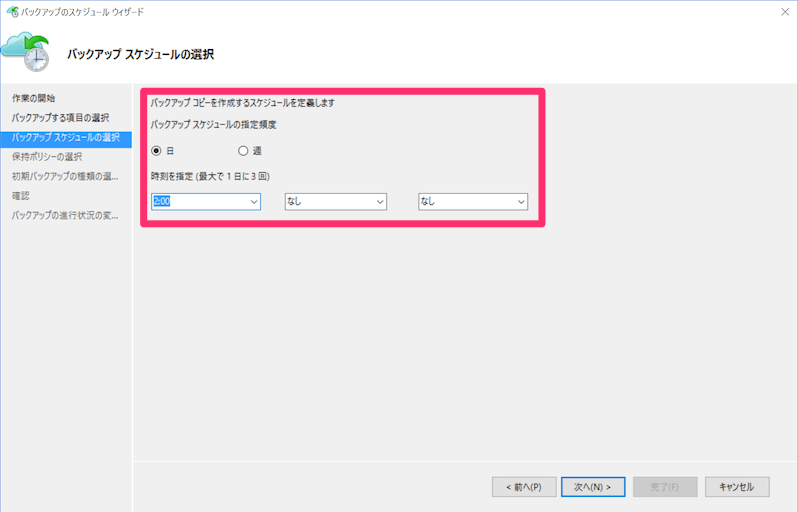 バックアップのスケジュール ウィザード
バックアップ スケジュールの選択
作業の開始
バックアップする項目の選択
バックアップ スケジュールの選択
保持ポリシーの選択
初期バックアップの種類の選...
確認
バックアップの進行状況の変...
バックアップ コピーを作成するスケジュールを定義します
バックアップ スケジュールの指定頻度
日 週
時刻を指定 (最大で 1 日に 3 回)
2:00 なし なし
< 前へ(P) 次へ(N) > 完了(F) キャンセル